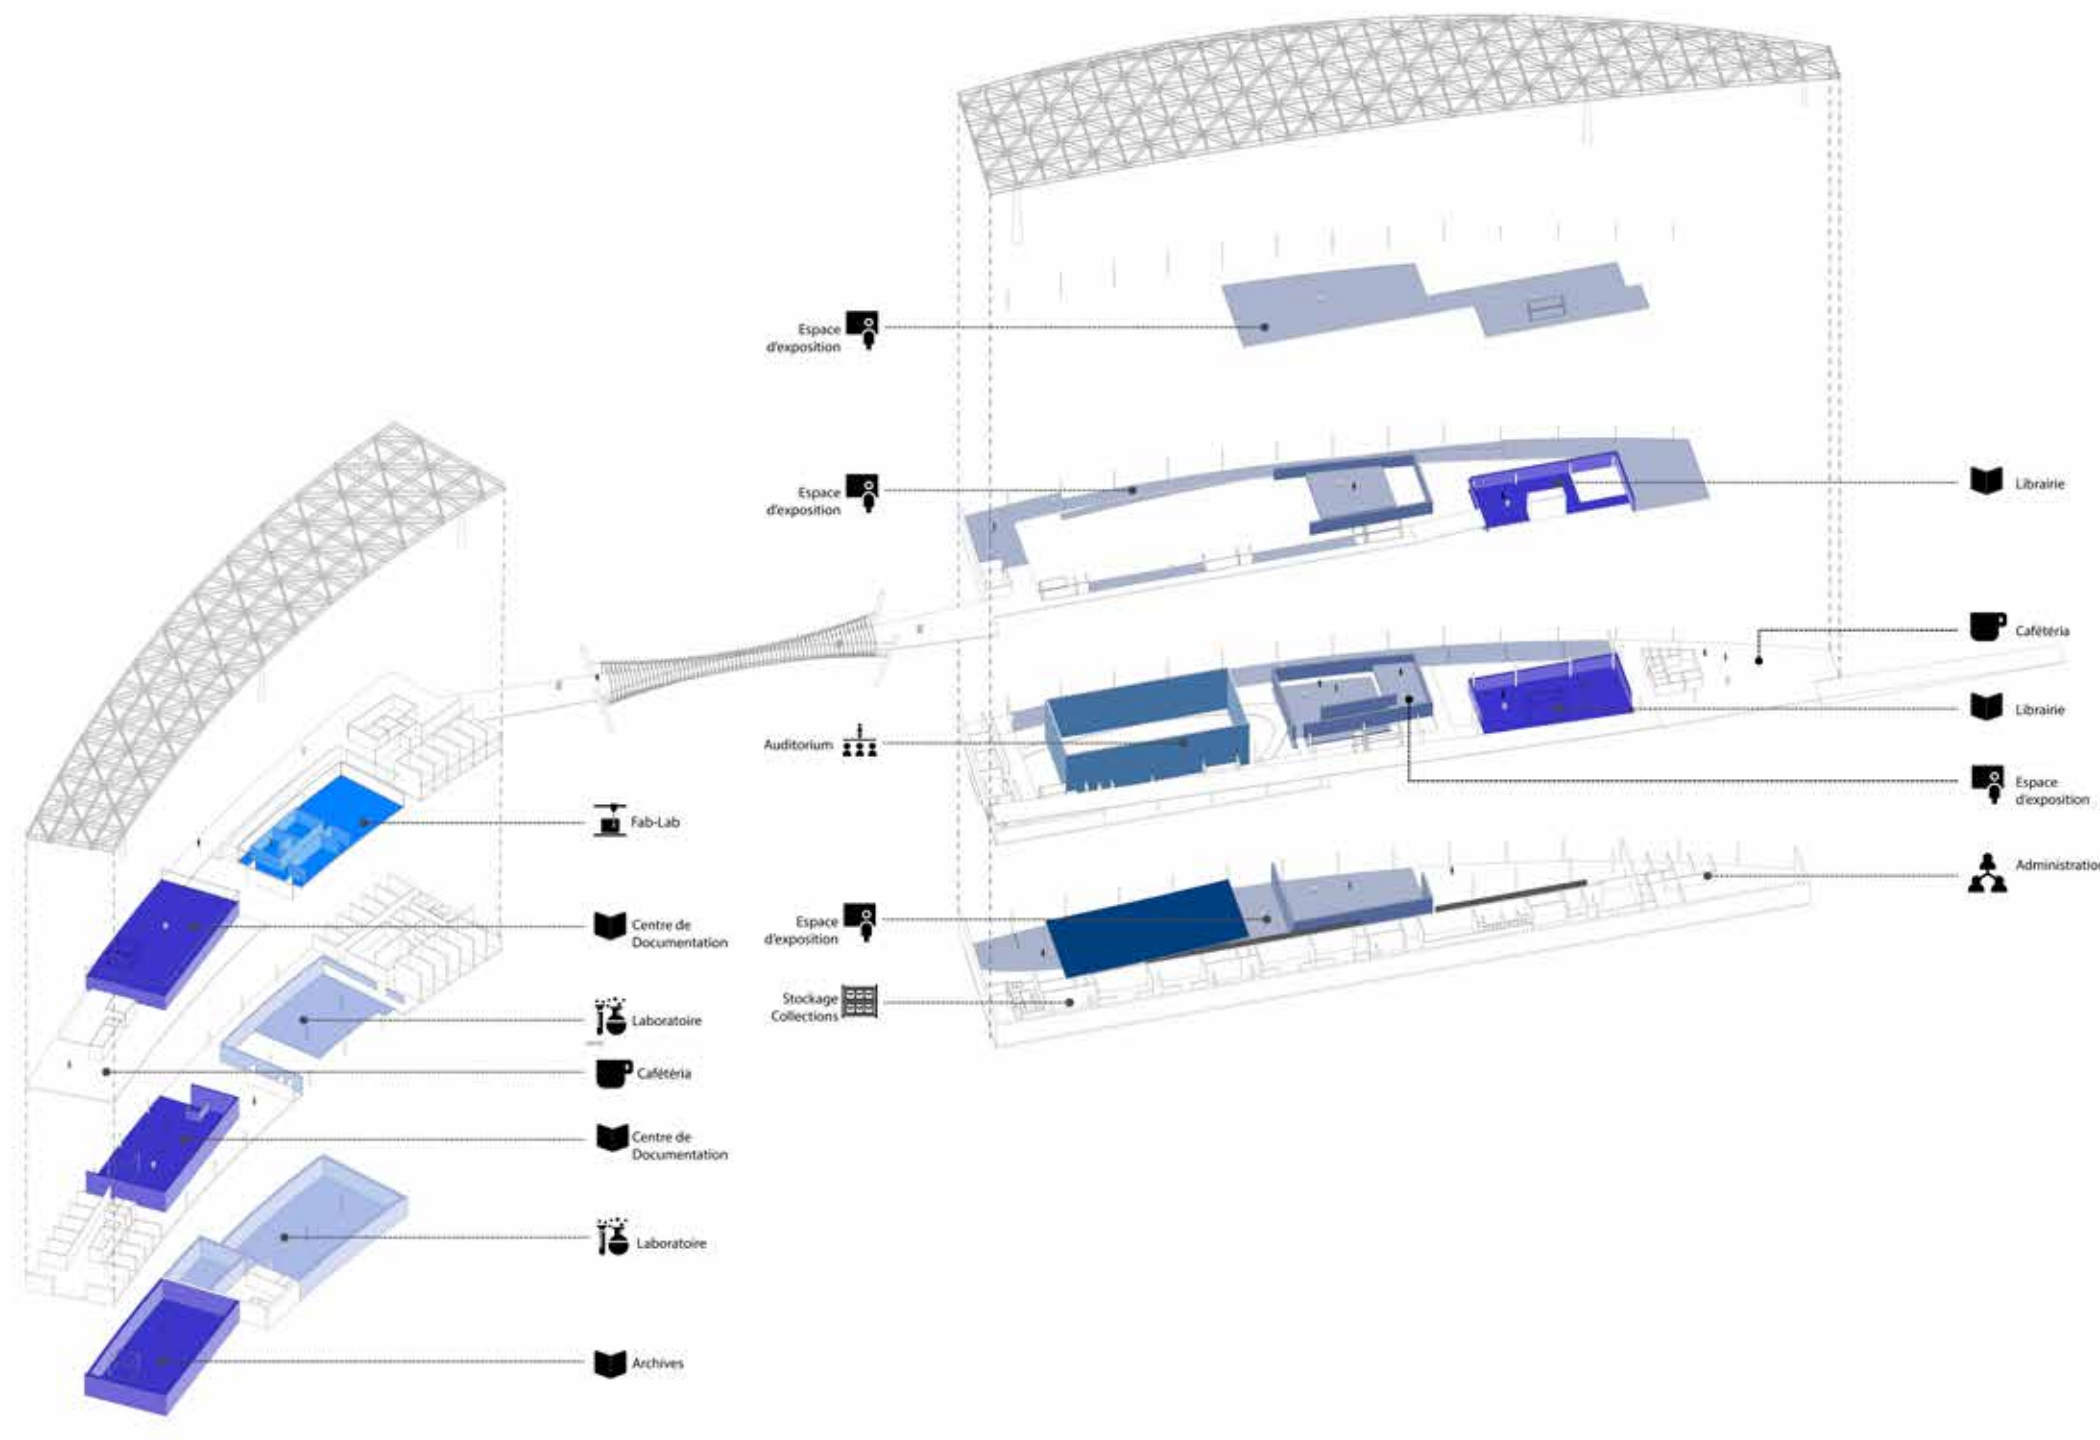 Espace
d'exposition
Espace
d'exposition
Librairie
Cafétéria
Librairie
Auditorium
Espace
d'exposition
Fab-Lab
Administration
Centre de
Documentation
Espace
d'exposition
Stockage
Collections
Laboratoire
Cafétéria
Centre de
Documentation
Laboratoire
Archives